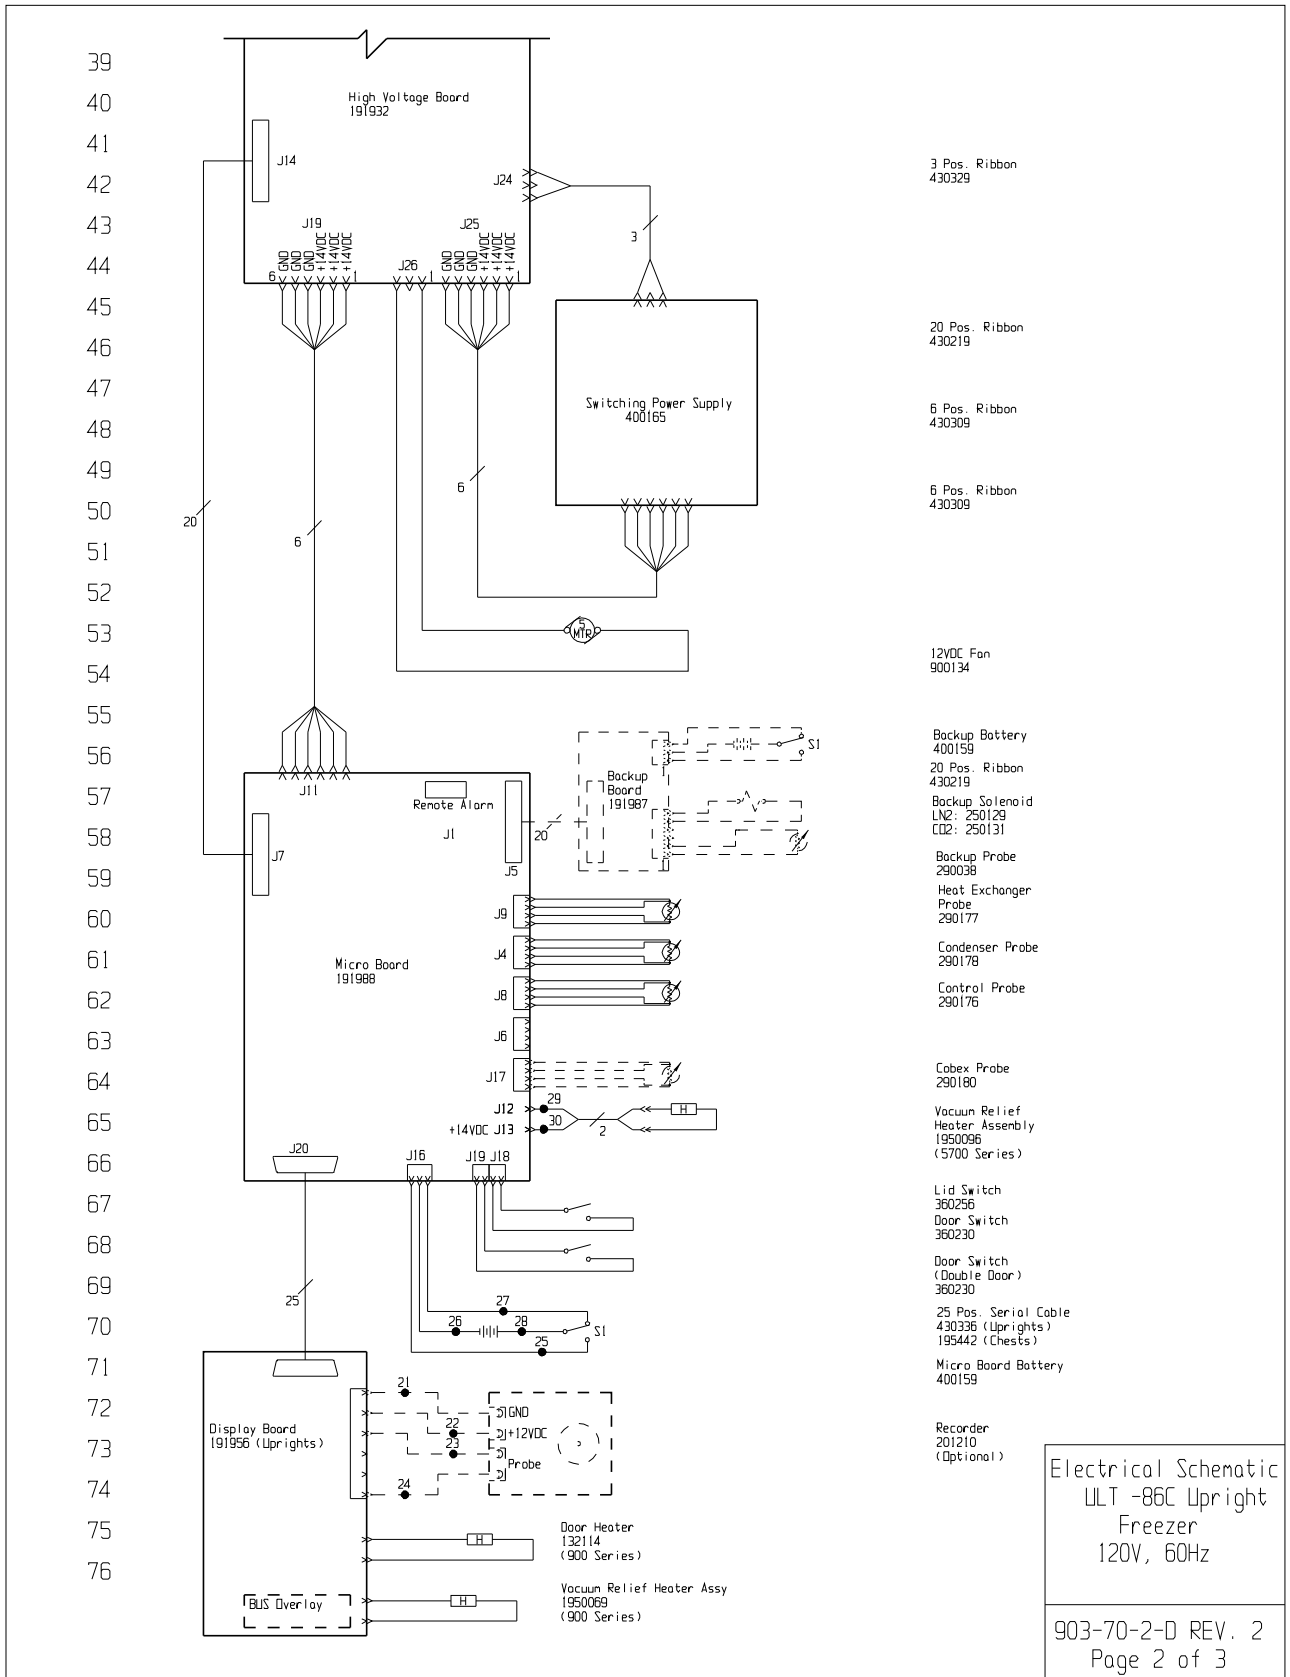 39
40
41
42
43
44
45
46
47
48
49
50
51
52
53
54
55
56
57
58
59
60
61
62
63
64
65
66
67
68
69
70
71
72
73
74
75
76
High Voltage Board
191932
J14
J24
J19
GND
GND
GND
+14VDC
+14VDC
+14VDC
6
1
J26
1
J25
GND
GND
GND
+14VDC
+14VDC
+14VDC
1
3
Switching Power Supply
400165
20
6
6
5
MTR
J11
Remote Alarm
J1
J7
J5
20
Backup
Board
191987
1
1
S1
J9
J4
J8
J6
J17
Micro Board
191988
J12
+14VDC J13
29
30
2
H
J20
J16
J19
J18
25
27
26
28
25
S1
Display Board
191956 (Uprights)
21
22
23
24
GND
+12VDC
Probe
H
Door Heater
132114
(900 Series)
BUS Overlay
H
Vacuum Relief Heater Assy
1950069
(900 Series)
3 Pos. Ribbon
430329
20 Pos. Ribbon
430219
6 Pos. Ribbon
430309
6 Pos. Ribbon
430309
12VDC Fan
900134
Backup Battery
400159
20 Pos. Ribbon
430219
Backup Solenoid
LN2: 250129
CO2: 250131
Backup Probe
290038
Heat Exchanger
Probe
290177
Condenser Probe
290178
Control Probe
290176
Cobex Probe
290180
Vacuum Relief
Heater Assembly
1950096
(5700 Series)
Lid Switch
360256
Door Switch
360230
Door Switch
(Double Door)
360230
25 Pos. Serial Cable
430336 (Uprights)
195442 (Chests)
Micro Board Battery
400159
Recorder
201210
(Optional)
Electrical Schematic
ULT -86C Upright
Freezer
120V, 60Hz
903-70-2-D REV. 2
Page 2 of 3